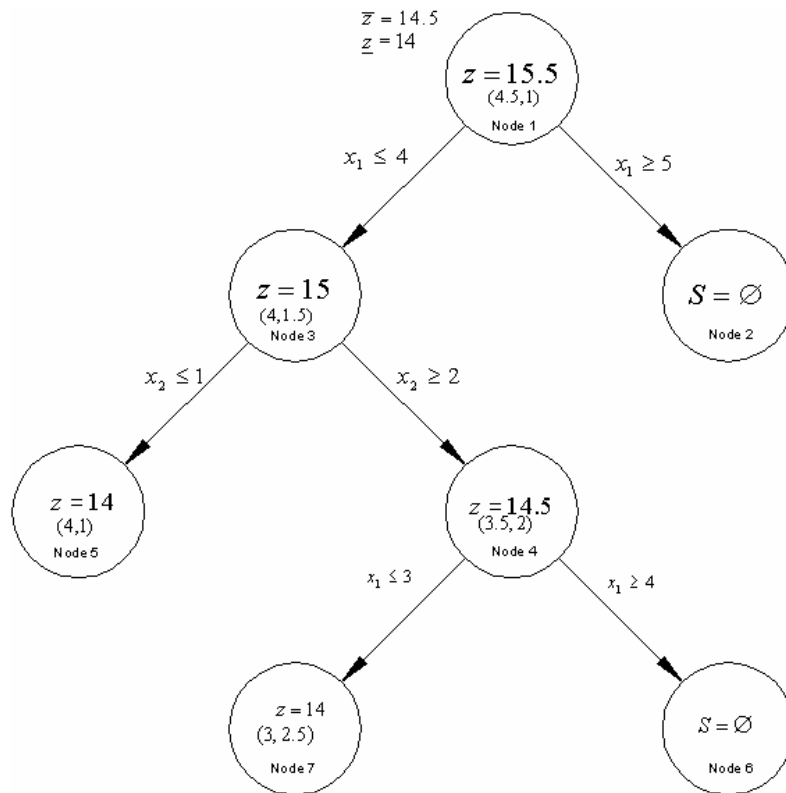 z̅ = 14.5
z̲ = 14
z = 15.5
(4.5,1)
Node 1
x₁ ≤ 4
x₁ ≥ 5
z = 15
(4,1.5)
Node 3
S = ∅
Node 2
x₂ ≤ 1
x₂ ≥ 2
z = 14
(4,1)
Node 5
z = 14.5
(3.5, 2)
Node 4
x₁ ≤ 3
x₁ ≥ 4
z = 14
(3, 2.5)
Node 7
S = ∅
Node 6